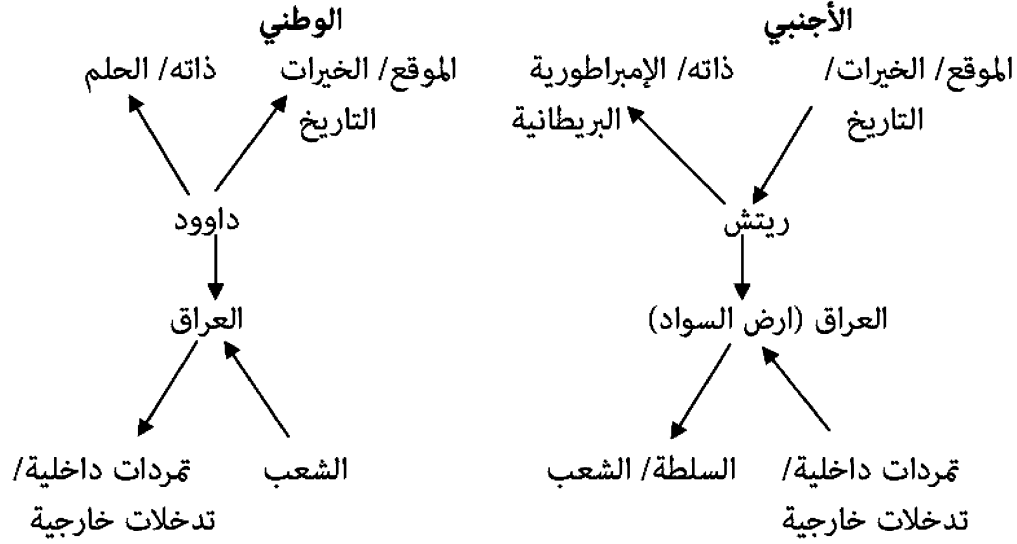 الأجنبي
الوطني
الموقع/ الخيرات/
ذاته/ الإمبراطورية
الموقع/ الخيرات
ذاته/ الحلم
التاريخ
البريطانية
التاريخ
ريتش
داوود
العراق (ارض السواد)
العراق
تمردات داخلية/
السلطة/ الشعب
الشعب
تمردات داخلية/
تدخلات خارجية
تدخلات خارجية